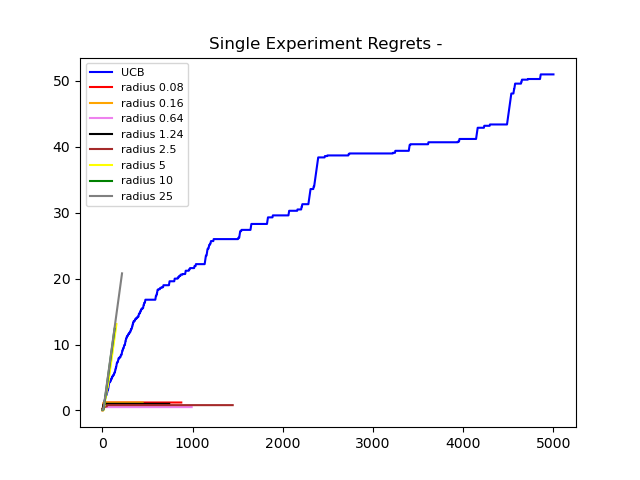 Single Experiment Regrets -
UCB
radius 0.08
radius 0.16
radius 0.64
radius 1.24
radius 2.5
radius 5
radius 10
radius 25
50
40
30
20
10
0
0 1000 2000 3000 4000 5000